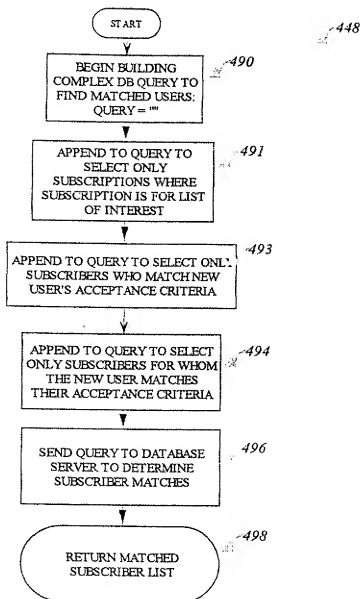 START
448
BEGIN BUILDING
COMPLEX DB QUERY TO
FIND MATCHED USERS:
QUERY = ""
490
APPEND TO QUERY TO
SELECT ONLY
SUBSCRIPTIONS WHERE
SUBSCRIPTION IS FOR LIST
OF INTEREST
491
APPEND TO QUERY TO SELECT ONLY
SUBSCRIBERS WHO MATCH NEW
USER'S ACCEPTANCE CRITERIA
493
APPEND TO QUERY TO SELECT
ONLY SUBSCRIBERS FOR WHOM
THE NEW USER MATCHES
THEIR ACCEPTANCE CRITERIA
494
SEND QUERY TO DATABASE
SERVER TO DETERMINE
SUBSCRIBER MATCHES
496
RETURN MATCHED
SUBSCRIBER LIST
498